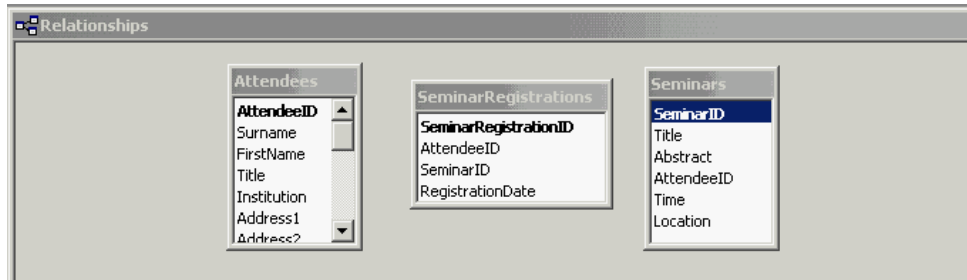 Relationships
Attendees
AttendeeID
Surname
FirstName
Title
Institution
Address1
Address2
SeminarRegistrations
SeminarRegistrationID
AttendeeID
SeminarID
RegistrationDate
Seminars
SeminarID
Title
Abstract
AttendeeID
Time
Location